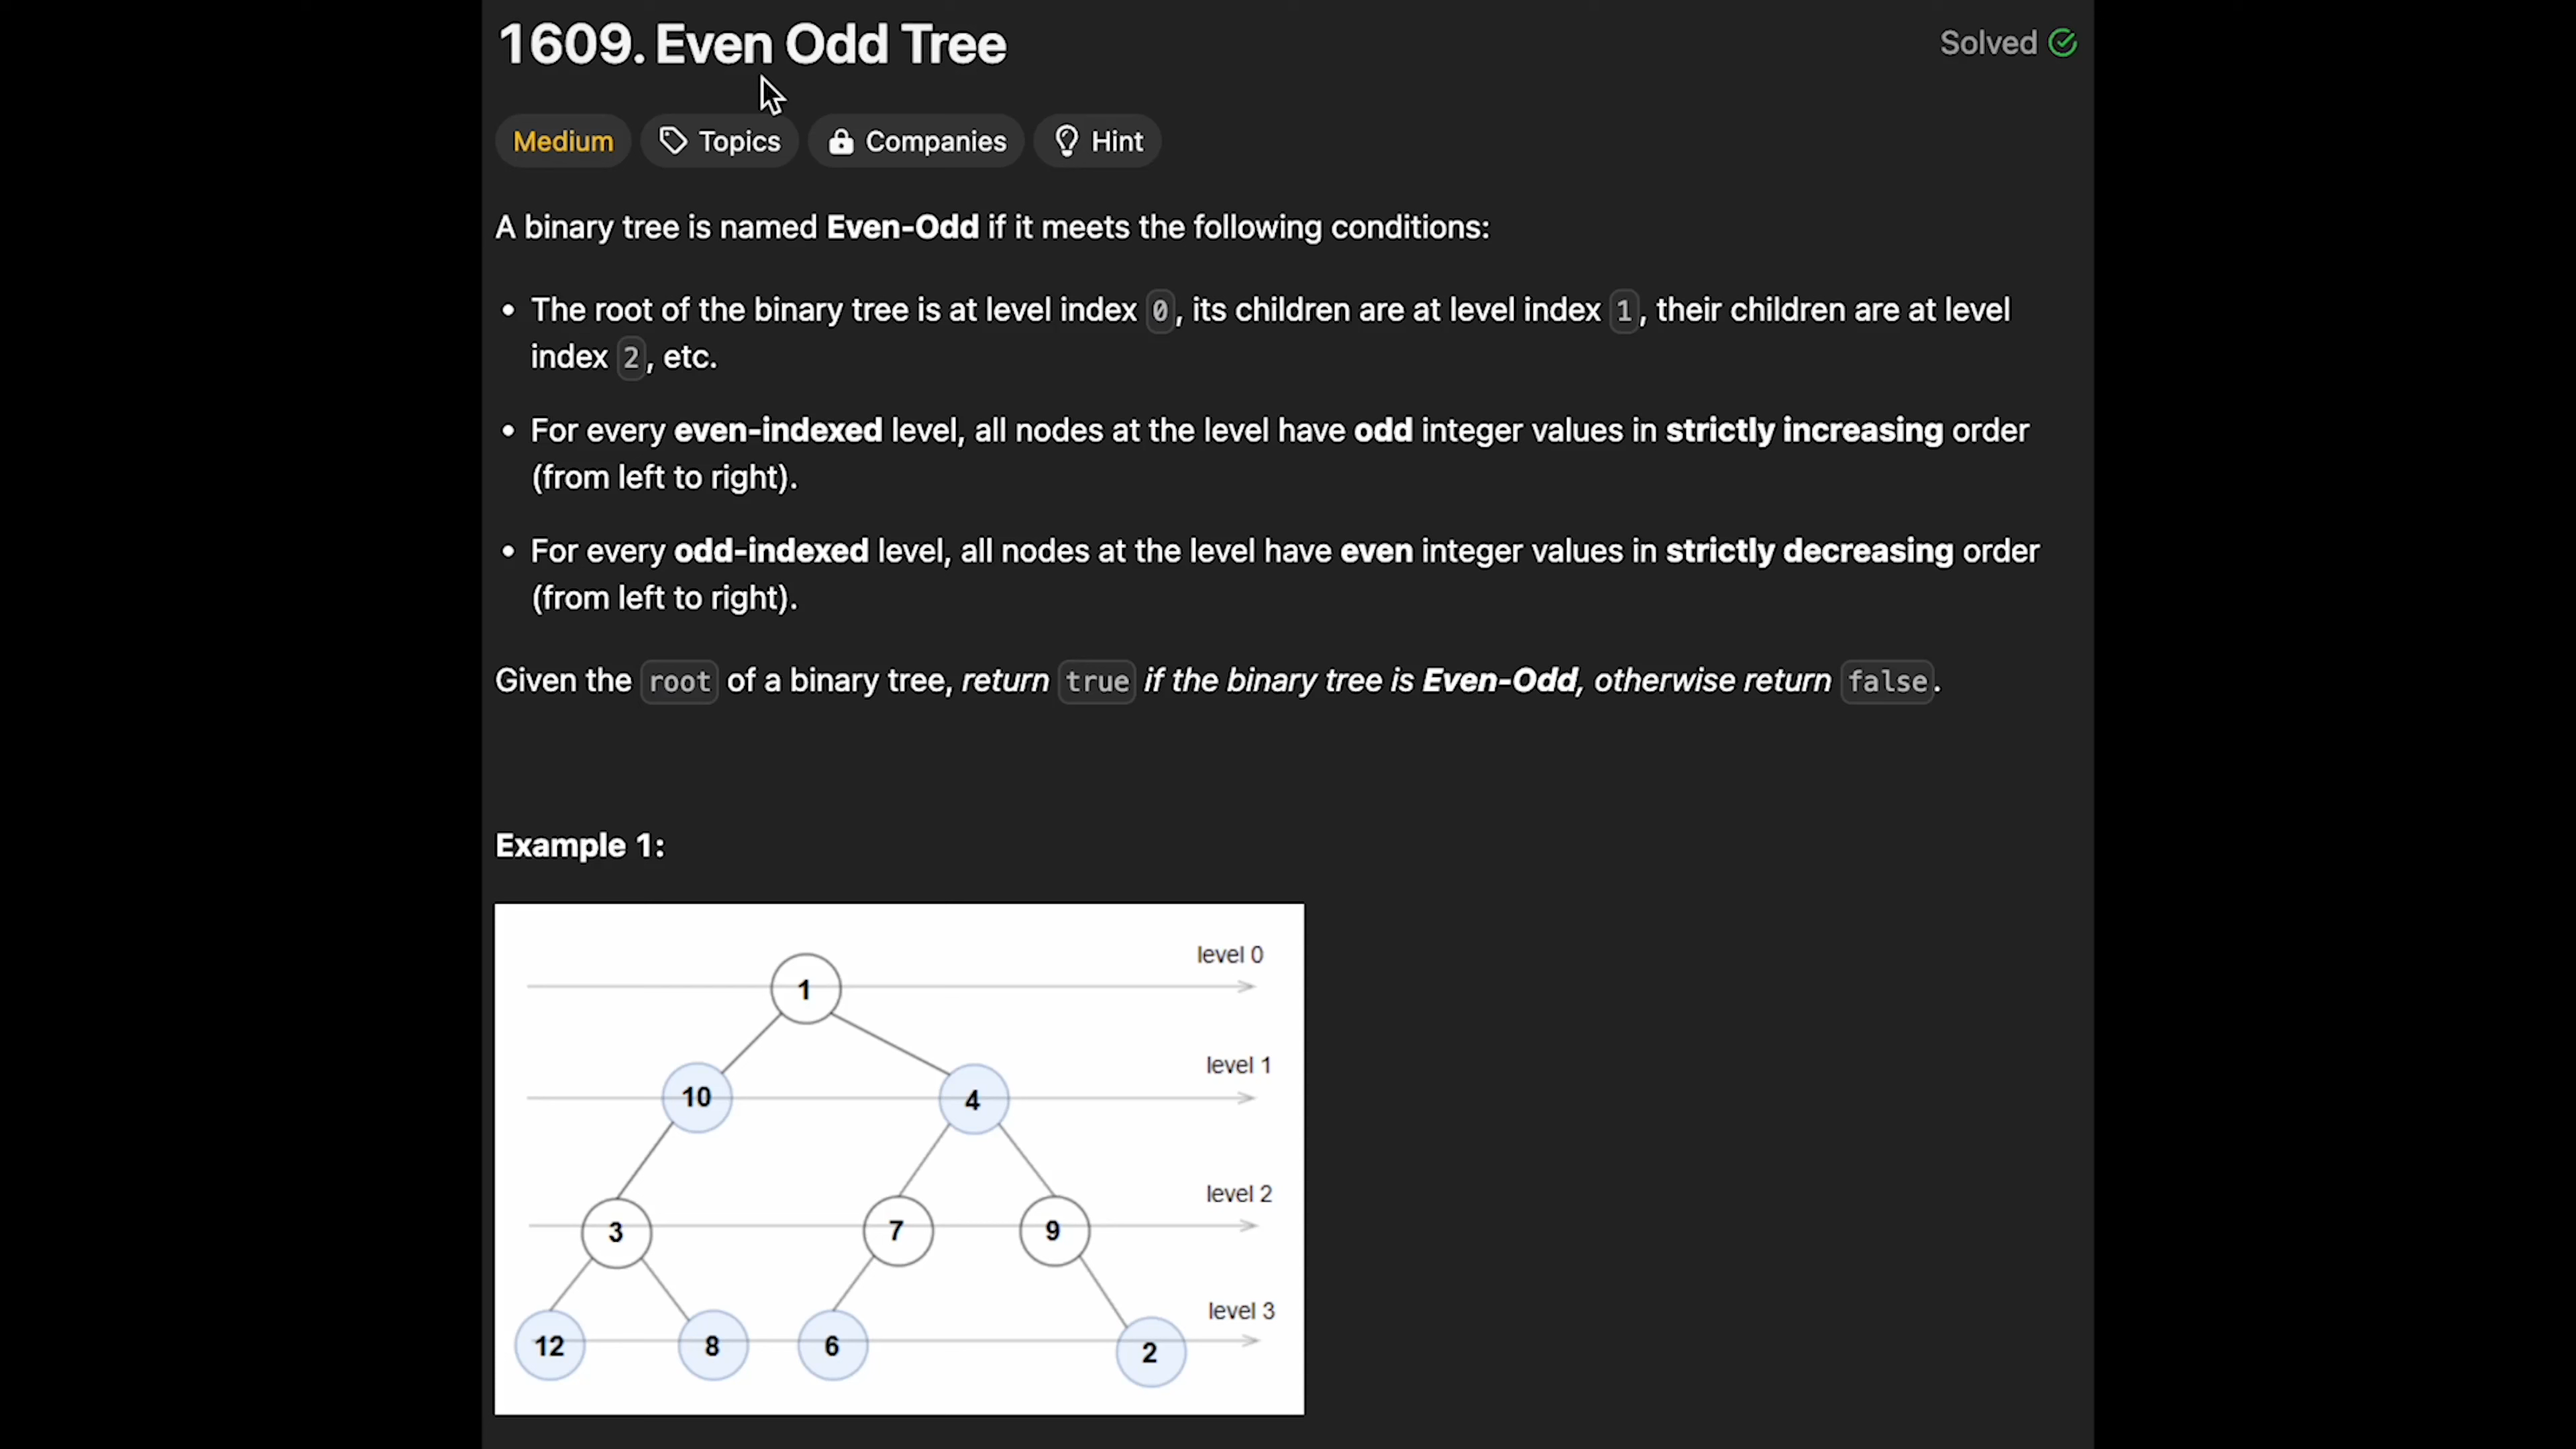 1609. Even Odd Tree
Solved
Medium Topics Companies Hint
A binary tree is named Even-Odd if it meets the following conditions:
• The root of the binary tree is at level index 0, its children are at level index 1, their children are at level
index 2, etc.
• For every even-indexed level, all nodes at the level have odd integer values in strictly increasing order
(from left to right).
• For every odd-indexed level, all nodes at the level have even integer values in strictly decreasing order
(from left to right).
Given the root of a binary tree, return true if the binary tree is Even-Odd, otherwise return false.
Example 1:
level 0
1
level 1
10 4
level 2
3 7 9
level 3
12 8 6 2